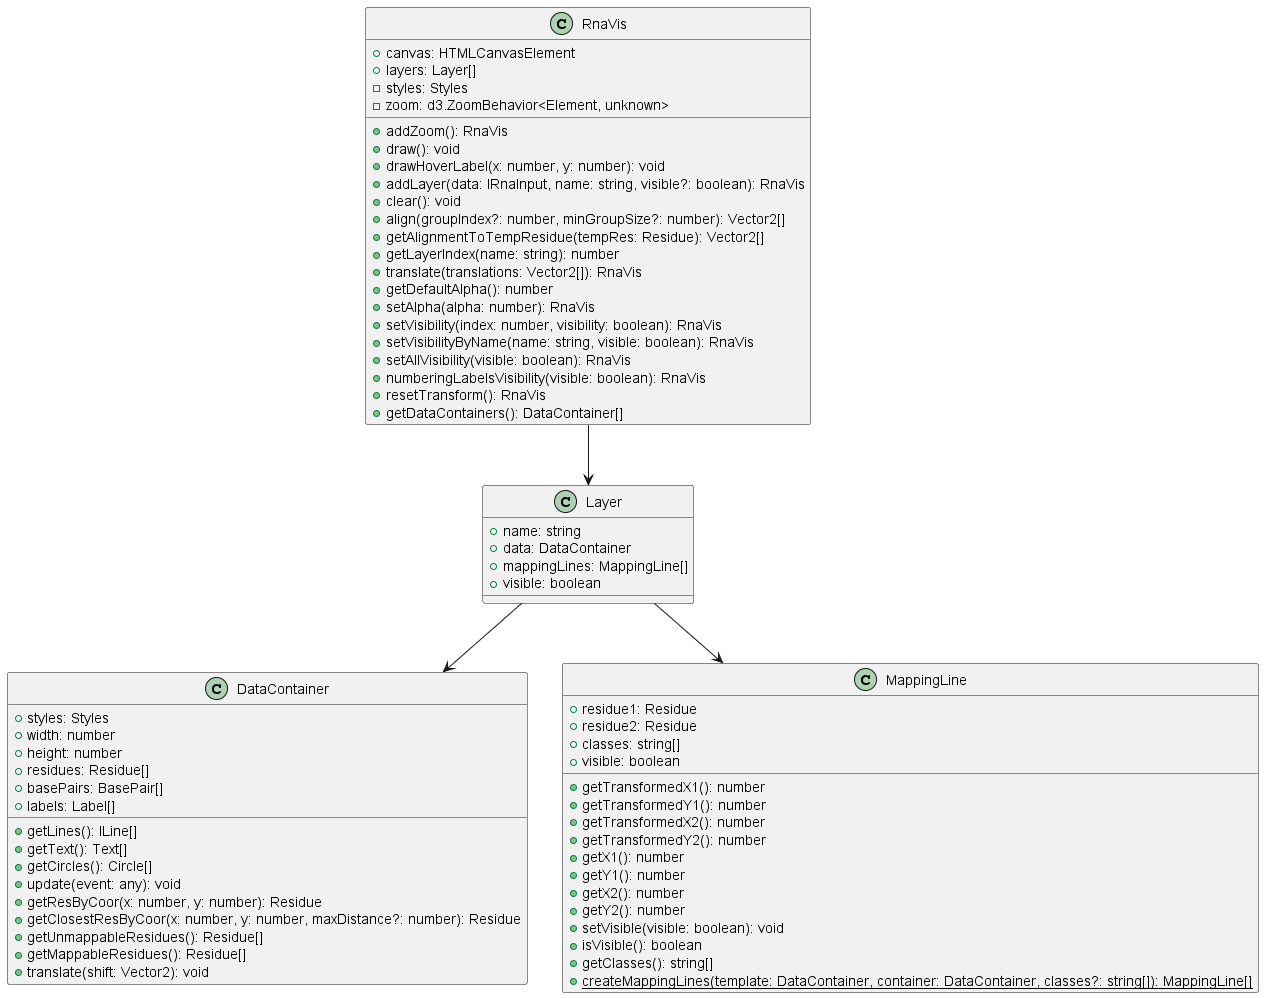 C RnaVis
canvas: HTMLCanvasElement
layers: Layer[]
styles: Styles
zoom: d3.ZoomBehavior<Element, unknown>
addZoom(): RnaVis
draw(): void
drawHoverLabel(x: number, y: number): void
addLayer(data: IRnaInput, name: string, visible?: boolean): RnaVis
clear(): void
align(groupIndex?: number, minGroupSize?: number): Vector2[]
getAlignmentToTempResidue(tempRes: Residue): Vector2[]
getLayerIndex(name: string): number
translate(translations: Vector2[]): RnaVis
getDefaultAlpha(): number
setAlpha(alpha: number): RnaVis
setVisibility(index: number, visibility: boolean): RnaVis
setVisibilityByName(name: string, visible: boolean): RnaVis
setAllVisibility(visible: boolean): RnaVis
numberingLabelsVisibility(visible: boolean): RnaVis
resetTransform(): RnaVis
getDataContainers(): DataContainer[]
C Layer
name: string
data: DataContainer
mappingLines: MappingLine[]
visible: boolean
C DataContainer
styles: Styles
width: number
height: number
residues: Residue[]
basePairs: BasePair[]
labels: Label[]
getLines(): ILine[]
getText(): Text[]
getCircles(): Circle[]
update(event: any): void
getResByCoor(x: number, y: number): Residue
getClosestResByCoor(x: number, y: number, maxDistance?: number): Residue
getUnmappableResidues(): Residue[]
getMappableResidues(): Residue[]
translate(shift: Vector2): void
C MappingLine
residue1: Residue
residue2: Residue
classes: string[]
visible: boolean
getTransformedX1(): number
getTransformedY1(): number
getTransformedX2(): number
getTransformedY2(): number
getX1(): number
getY1(): number
getX2(): number
getY2(): number
setVisible(visible: boolean): void
isVisible(): boolean
getClasses(): string[]
createMappingLines(template: DataContainer, container: DataContainer, classes?: string[]): MappingLine[]